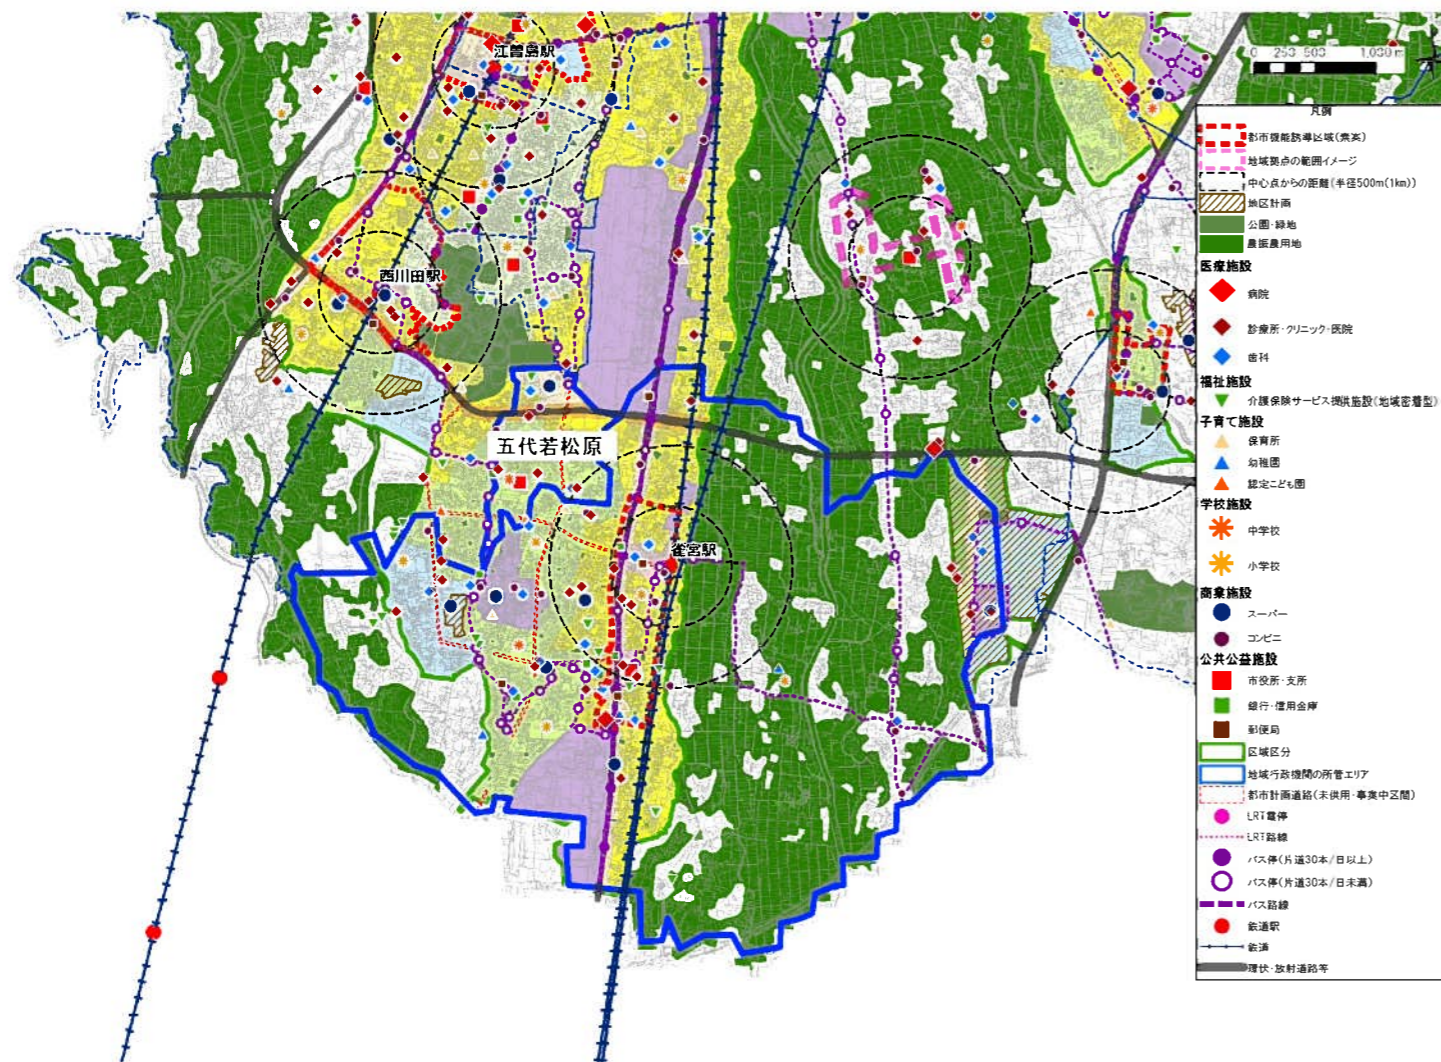 江曽島駅
西川田駅
五代若松原
雀宮駅
0 250 500 1,000 m
凡例
都市機能誘導区域(素案)
地域拠点の範囲イメージ
中心点からの距離(半径500m(1km))
地区計画
公園・緑地
農振農用地
医療施設
病院
診療所・クリニック・医院
歯科
福祉施設
介護保険サービス提供施設(地域密着型)
子育て施設
保育所
幼稚園
認定こども園
学校施設
中学校
小学校
商業施設
スーパー
コンビニ
公共公益施設
市役所・支所
銀行・信用金庫
郵便局
区域区分
地域行政機関の所管エリア
都市計画道路(未供用・事業中区間)
LRT電停
LRT路線
バス停(片道30本/日以上)
バス停(片道30本/日未満)
バス路線
鉄道駅
鉄道
環状・放射道路等